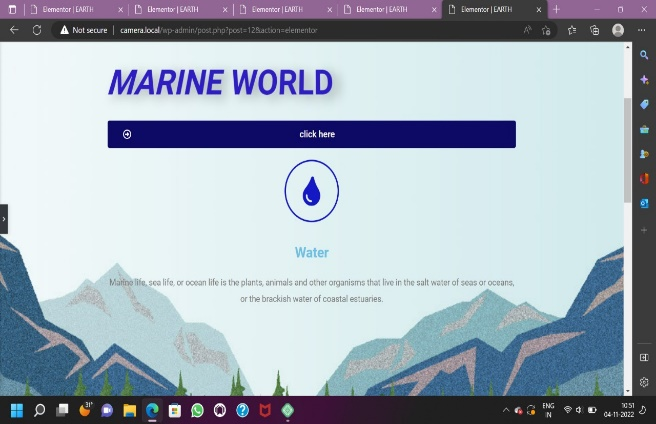 Elementor | EARTH
Elementor | EARTH
Elementor | EARTH
Elementor | EARTH
Elementor | EARTH
Not secure | camera.local/wp-admin/post.php?post=12&action=elementor
MARINE WORLD
click here
Water
Marine life, sea life, or ocean life is the plants, animals and other organisms that live in the salt water of seas or oceans,
or the brackish water of coastal estuaries.
31°
ENG
IN
10:51
04-11-2022